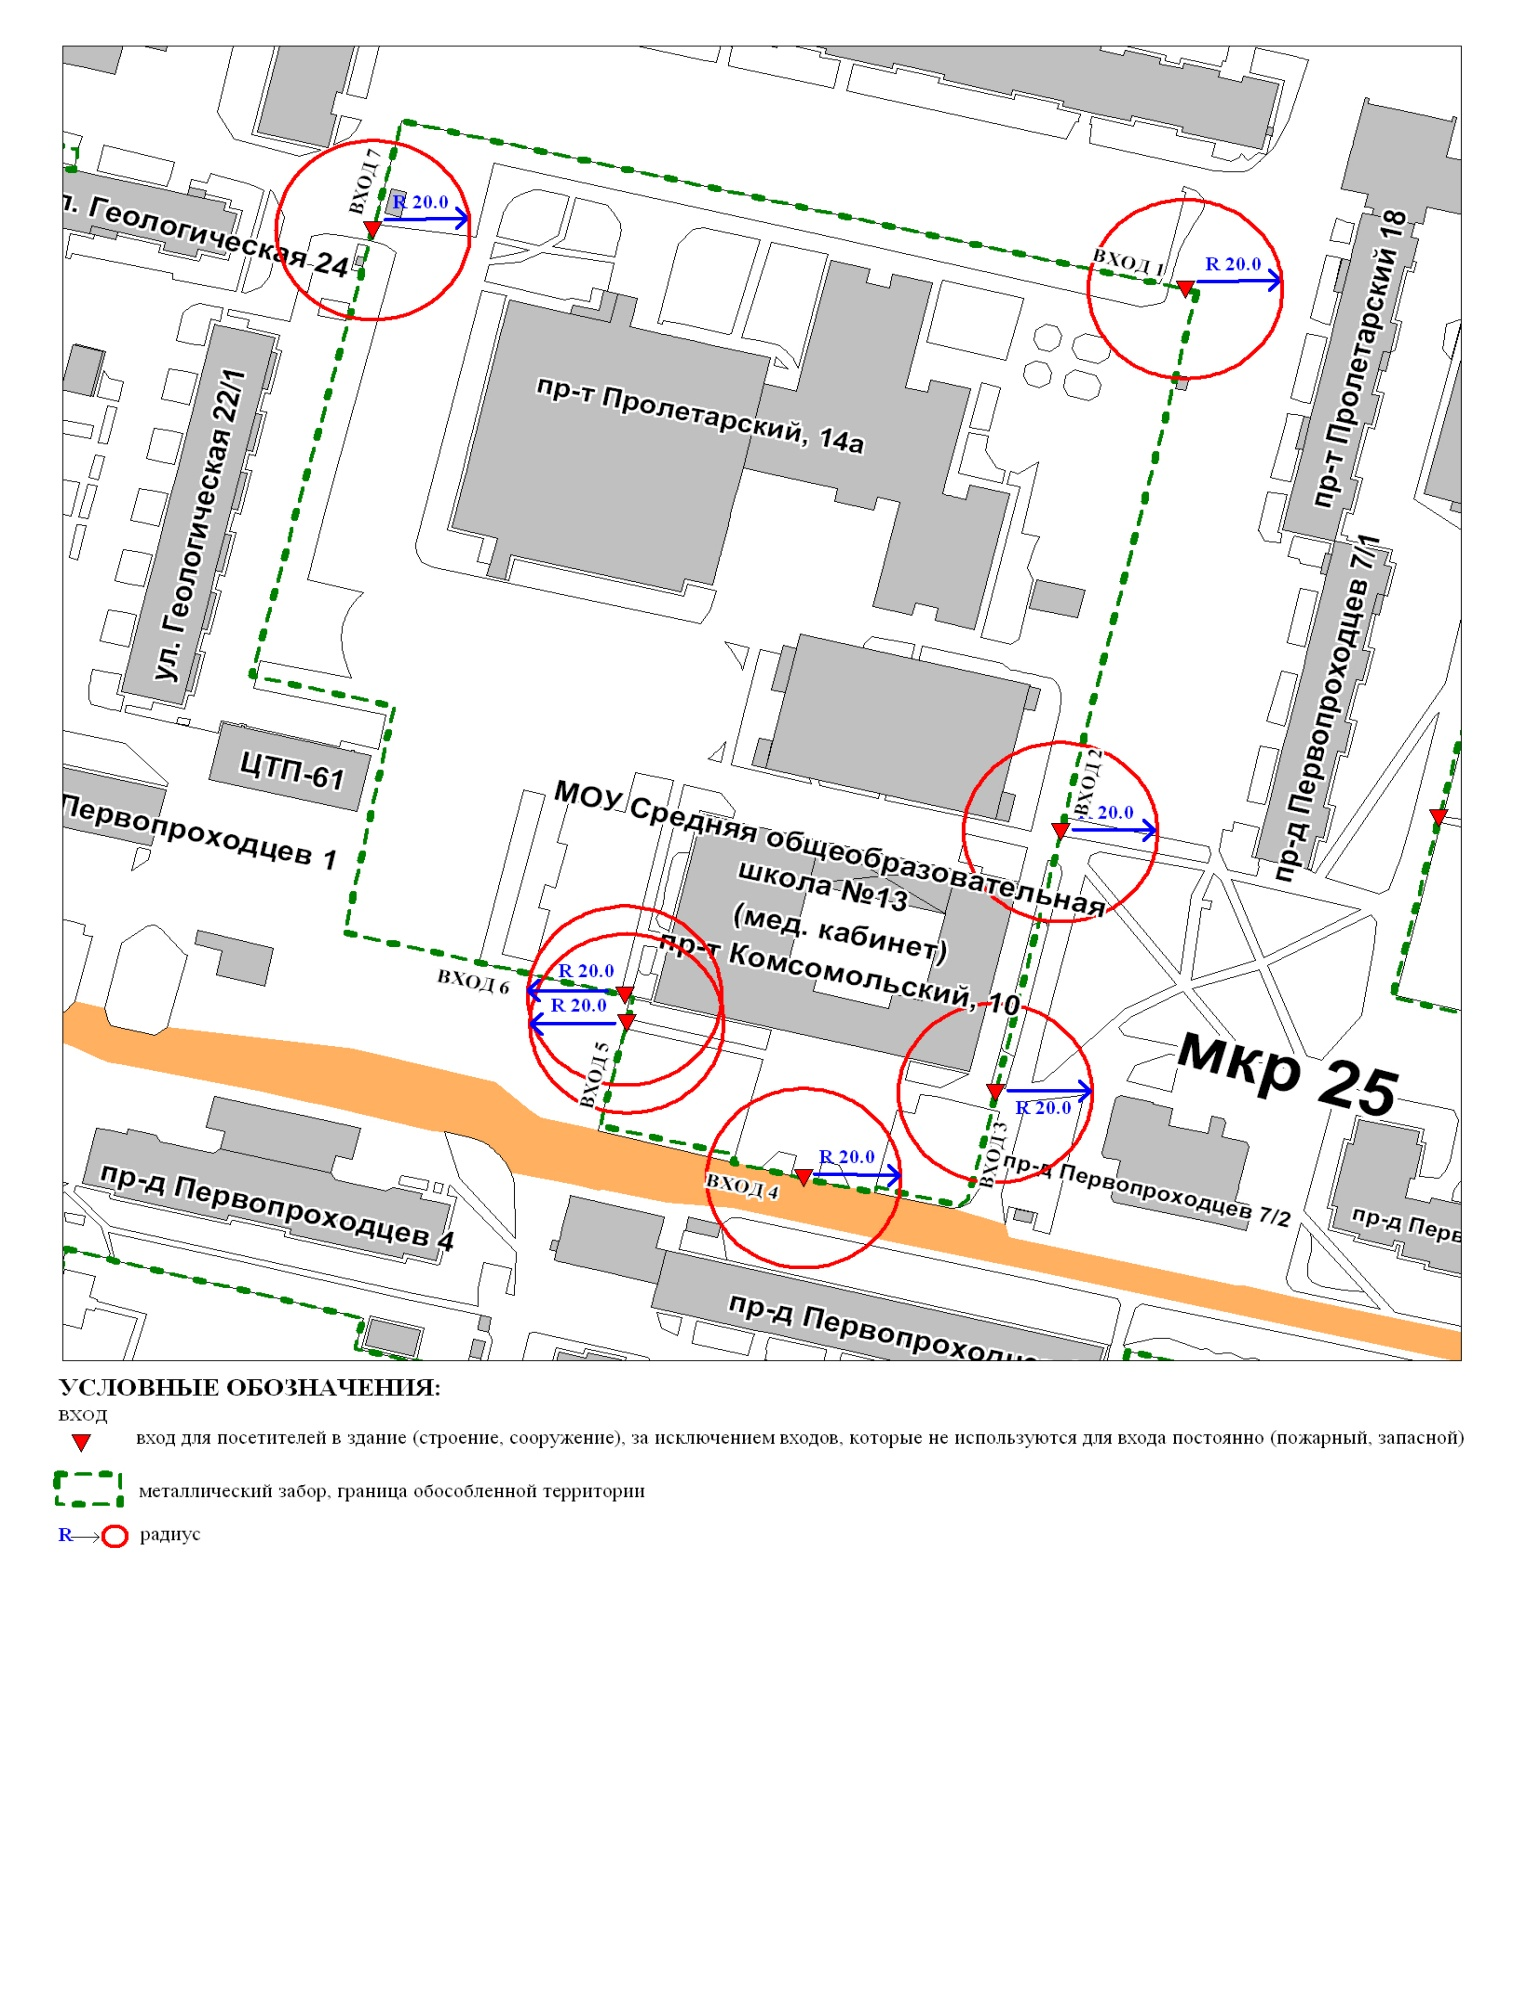 ВХОД 7
R 20.0
л. Геологическая 24
ВХОД 1
R 20.0
пр-т Пролетарский 18
ул. Геологическая 22/1
пр-т Пролетарский, 14а
пр-д Первопроходцев 7/1
ЦТП-61
Первопроходцев 1
ВХОД 2
20.0
МОУ Средняя общеобразовательная
школа №13
(мед. кабинет)
пр-т Комсомольский, 10
ВХОД 6
R 20.0
R 20.0
ВХОД 5
мкр 25
R 20.0
ВХОД 3
R 20.0
ВХОД 4
пр-д Первопроходцев 7/2
пр-д Перв
пр-д Первопроходцев 4
пр-д Первопроходцев
УСЛОВНЫЕ ОБОЗНАЧЕНИЯ:
ВХОД
вход для посетителей в здание (строение, сооружение), за исключением входов, которые не используются для входа постоянно (пожарный, запасной)
металлический забор, граница обособленной территории
R радиус